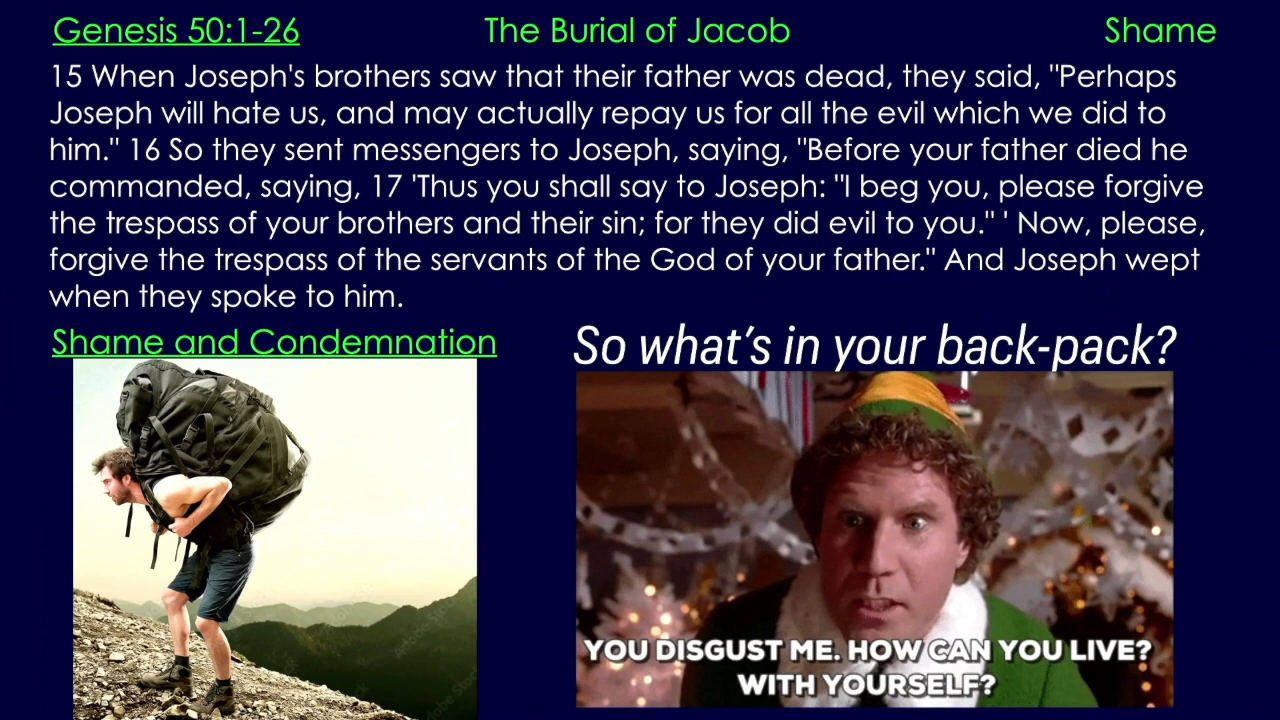 Genesis 50:1-26 The Burial of Jacob Shame
15 When Joseph's brothers saw that their father was dead, they said, "Perhaps
Joseph will hate us, and may actually repay us for all the evil which we did to
him." 16 So they sent messengers to Joseph, saying, "Before your father died he
commanded, saying, 17 'Thus you shall say to Joseph: "I beg you, please forgive
the trespass of your brothers and their sin; for they did evil to you." ' Now, please,
forgive the trespass of the servants of the God of your father." And Joseph wept
when they spoke to him.
Shame and Condemnation
So what's in your back-pack?
YOU DISGUST ME. HOW CAN YOU LIVE?
WITH YOURSELF?
Adobe Stock